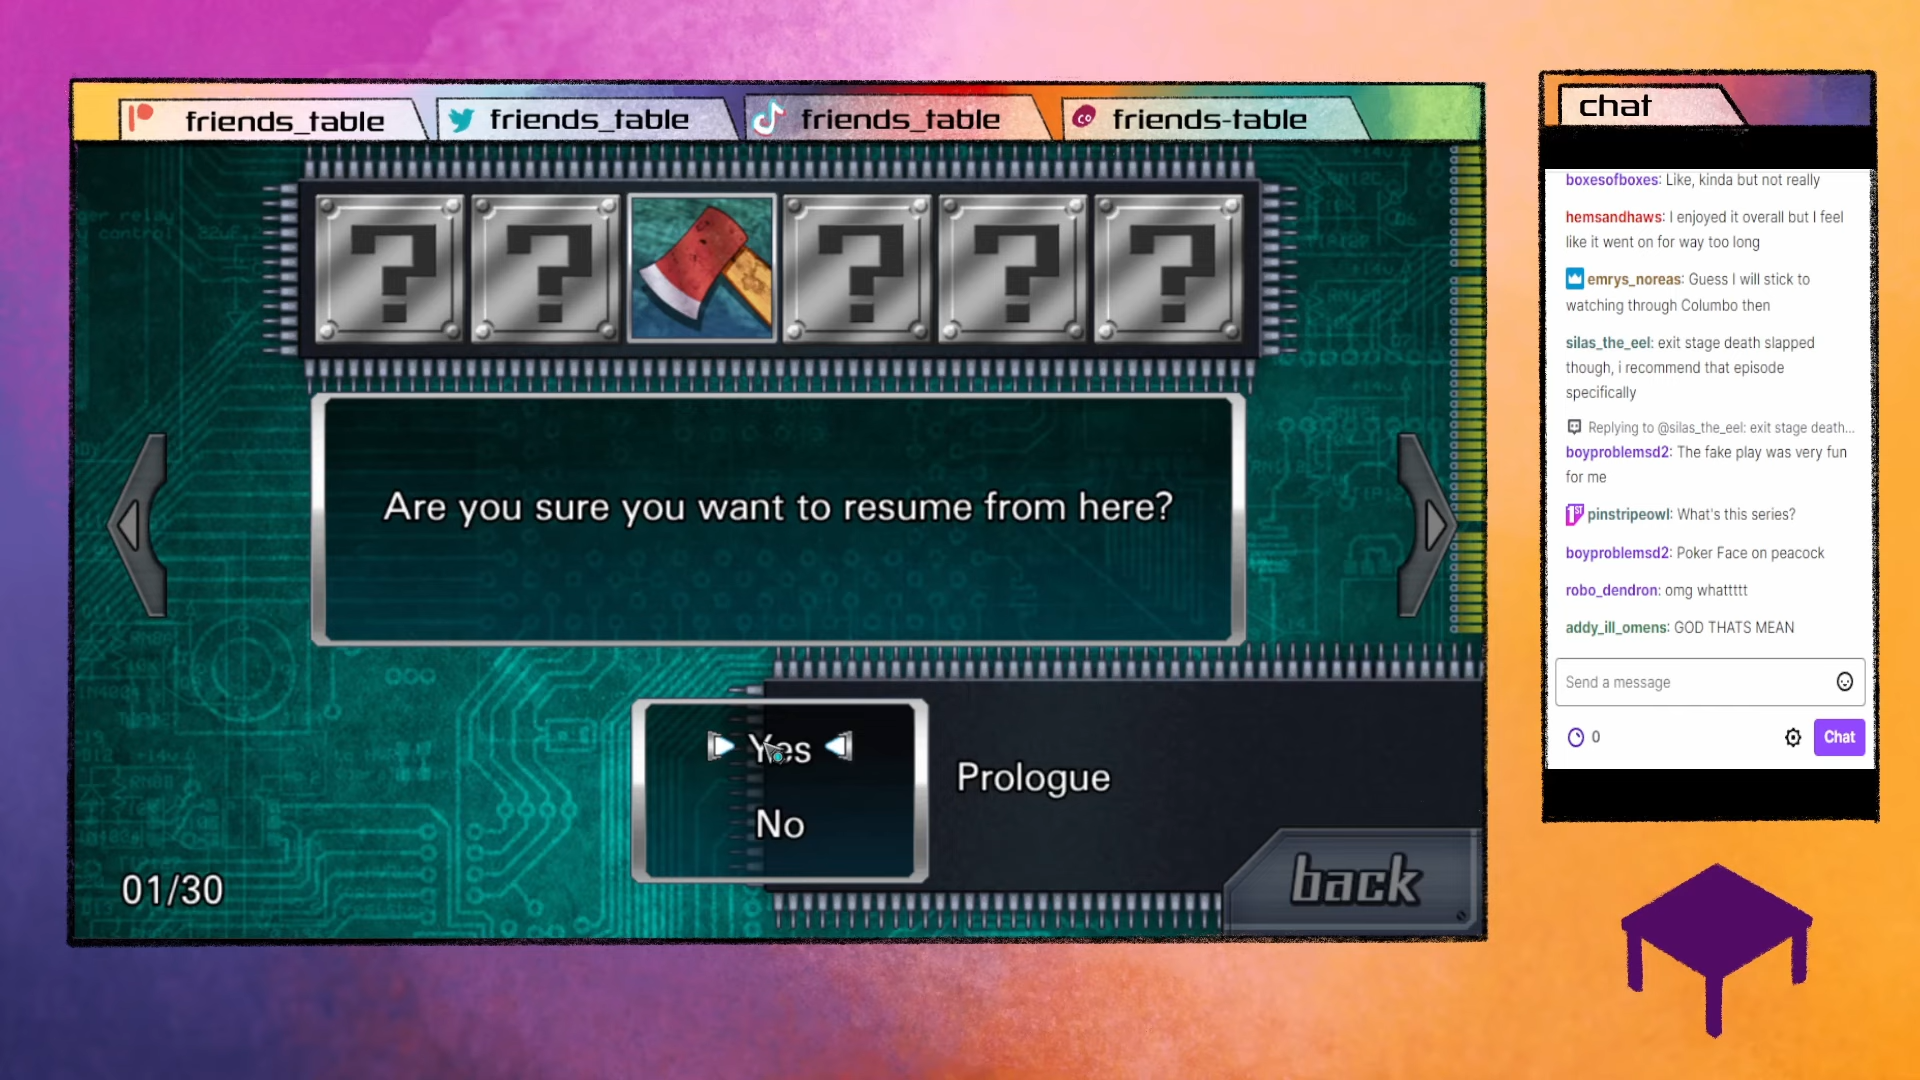 friends_table
friends_table
friends_table
friends-table
? ? ? ? ?
Are you sure you want to resume from here?
Yes
No
Prologue
01/30
back
chat
boxesofboxes: Like, kinda but not really
hemsandhaws: I enjoyed it overall but I feel
like it went on for way too long
emrys_noreas: Guess I will stick to
watching through Columbo then
silas_the_eel: exit stage death slapped
though, i recommend that episode
specifically
Replying to @silas_the_eel: exit stage death...
boyproblemsd2: The fake play was very fun
for me
1ST pinstripeowl: What's this series?
boyproblemsd2: Poker Face on peacock
robo_dendron: omg whattttt
addy_ill_omens: GOD THATS MEAN
Send a message
0
Chat